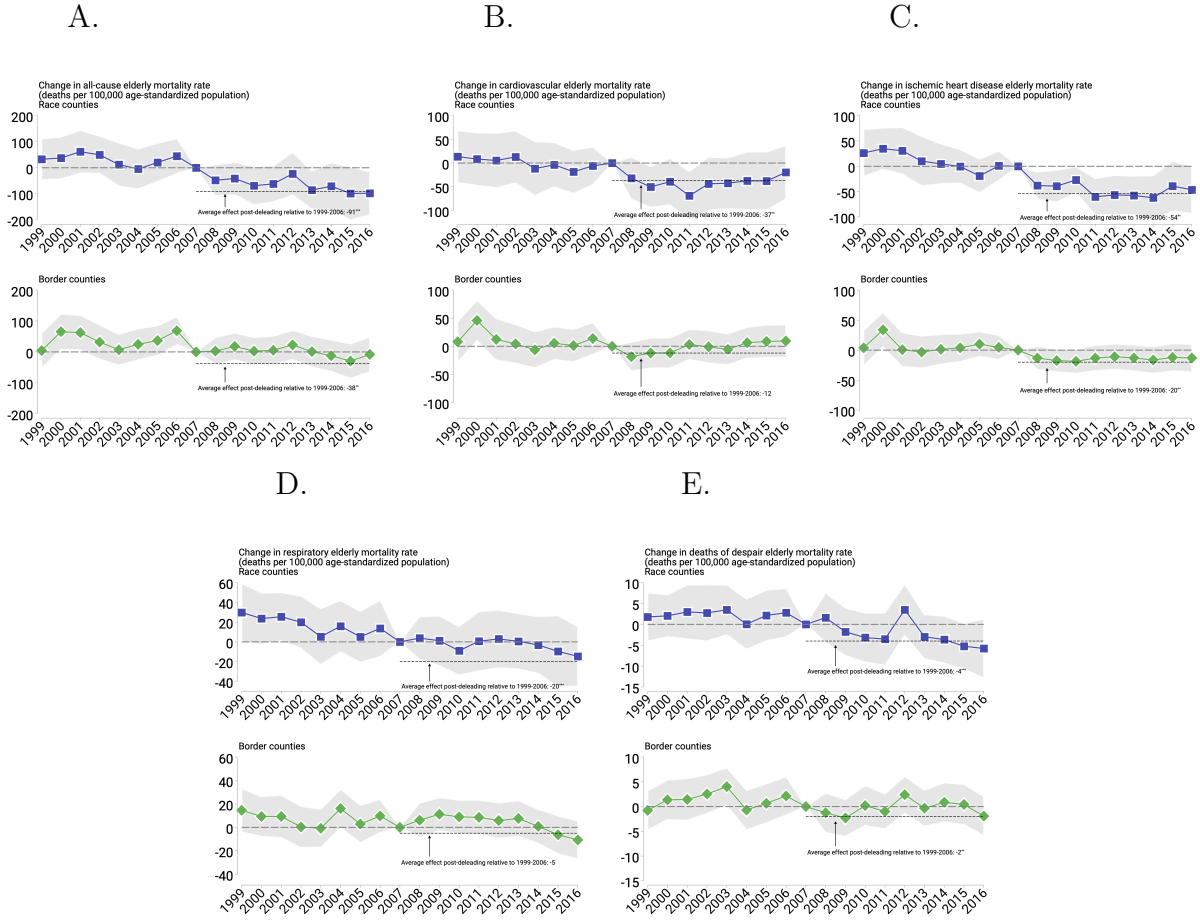 A.
B.
C.
Change in all-cause elderly mortality rate
(deaths per 100,000 age-standardized population)
Race counties
200
100
0
-100
-200
Average effect post-deleading relative to 1999-2006: -91***
1999 2000 2001 2002 2003 2004 2005 2006 2007 2008 2009 2010 2011 2012 2013 2014 2015 2016
Border counties
200
100
0
-100
-200
Average effect post-deleading relative to 1999-2006: -38**
1999 2000 2001 2002 2003 2004 2005 2006 2007 2008 2009 2010 2011 2012 2013 2014 2015 2016
Change in cardiovascular elderly mortality rate
(deaths per 100,000 age-standardized population)
Race counties
100
50
0
-50
-100
Average effect post-deleading relative to 1999-2006: -37**
1999 2000 2001 2002 2003 2004 2005 2006 2007 2008 2009 2010 2011 2012 2013 2014 2015 2016
Border counties
100
50
0
-50
-100
Average effect post-deleading relative to 1999-2006: -12
1999 2000 2001 2002 2003 2004 2005 2006 2007 2008 2009 2010 2011 2012 2013 2014 2015 2016
Change in ischemic heart disease elderly mortality rate
(deaths per 100,000 age-standardized population)
Race counties
100
50
0
-50
-100
Average effect post-deleading relative to 1999-2006: -54**
1999 2000 2001 2002 2003 2004 2005 2006 2007 2008 2009 2010 2011 2012 2013 2014 2015 2016
Border counties
100
50
0
-50
-100
Average effect post-deleading relative to 1999-2006: -20**
1999 2000 2001 2002 2003 2004 2005 2006 2007 2008 2009 2010 2011 2012 2013 2014 2015 2016
D.
E.
Change in respiratory elderly mortality rate
(deaths per 100,000 age-standardized population)
Race counties
60
40
20
0
-20
-40
Average effect post-deleading relative to 1999-2006: -20***
1999 2000 2001 2002 2003 2004 2005 2006 2007 2008 2009 2010 2011 2012 2013 2014 2015 2016
Border counties
60
40
20
0
-20
-40
Average effect post-deleading relative to 1999-2006: -5
1999 2000 2001 2002 2003 2004 2005 2006 2007 2008 2009 2010 2011 2012 2013 2014 2015 2016
Change in deaths of despair elderly mortality rate
(deaths per 100,000 age-standardized population)
Race counties
10
5
0
-5
-10
-15
Average effect post-deleading relative to 1999-2006: -4***
1999 2000 2001 2002 2003 2004 2005 2006 2007 2008 2009 2010 2011 2012 2013 2014 2015 2016
Border counties
10
5
0
-5
-10
-15
Average effect post-deleading relative to 1999-2006: -2**
1999 2000 2001 2002 2003 2004 2005 2006 2007 2008 2009 2010 2011 2012 2013 2014 2015 2016